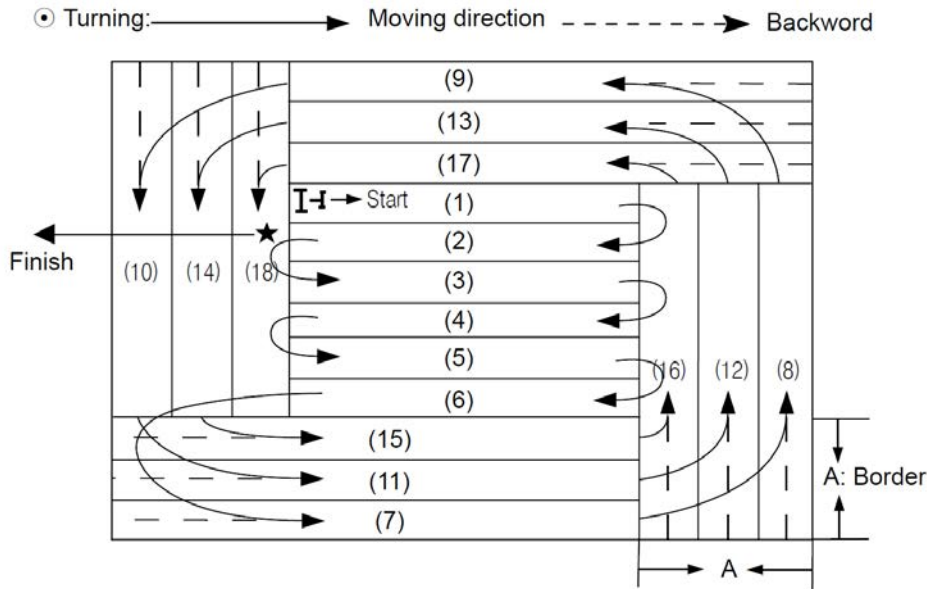 ⊙ Turning: Moving direction Backword
(9)
(13)
(17)
Start (1)
(2)
Finish
(10) (14) (18) (3)
(4)
(5)
(16) (12) (8)
(6)
(15)
(11)
A: Border
(7)
A